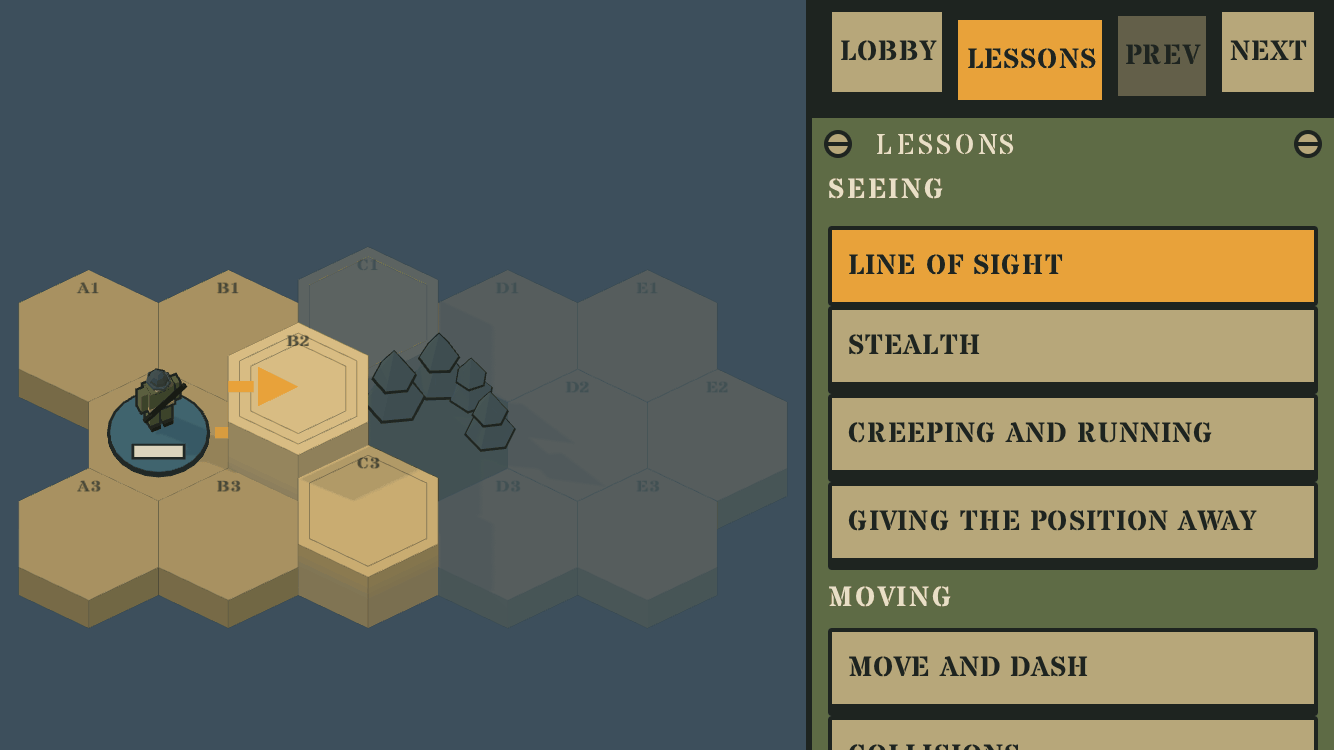 LOBBY
LESSONS
PREV
NEXT
LESSONS
SEEING
LINE OF SIGHT
STEALTH
CREEPING AND RUNNING
GIVING THE POSITION AWAY
MOVING
MOVE AND DASH
COLLISIONS
C1
A1
B1
D1
E1
B2
D2
E2
C3
A3
B3
D3
E3